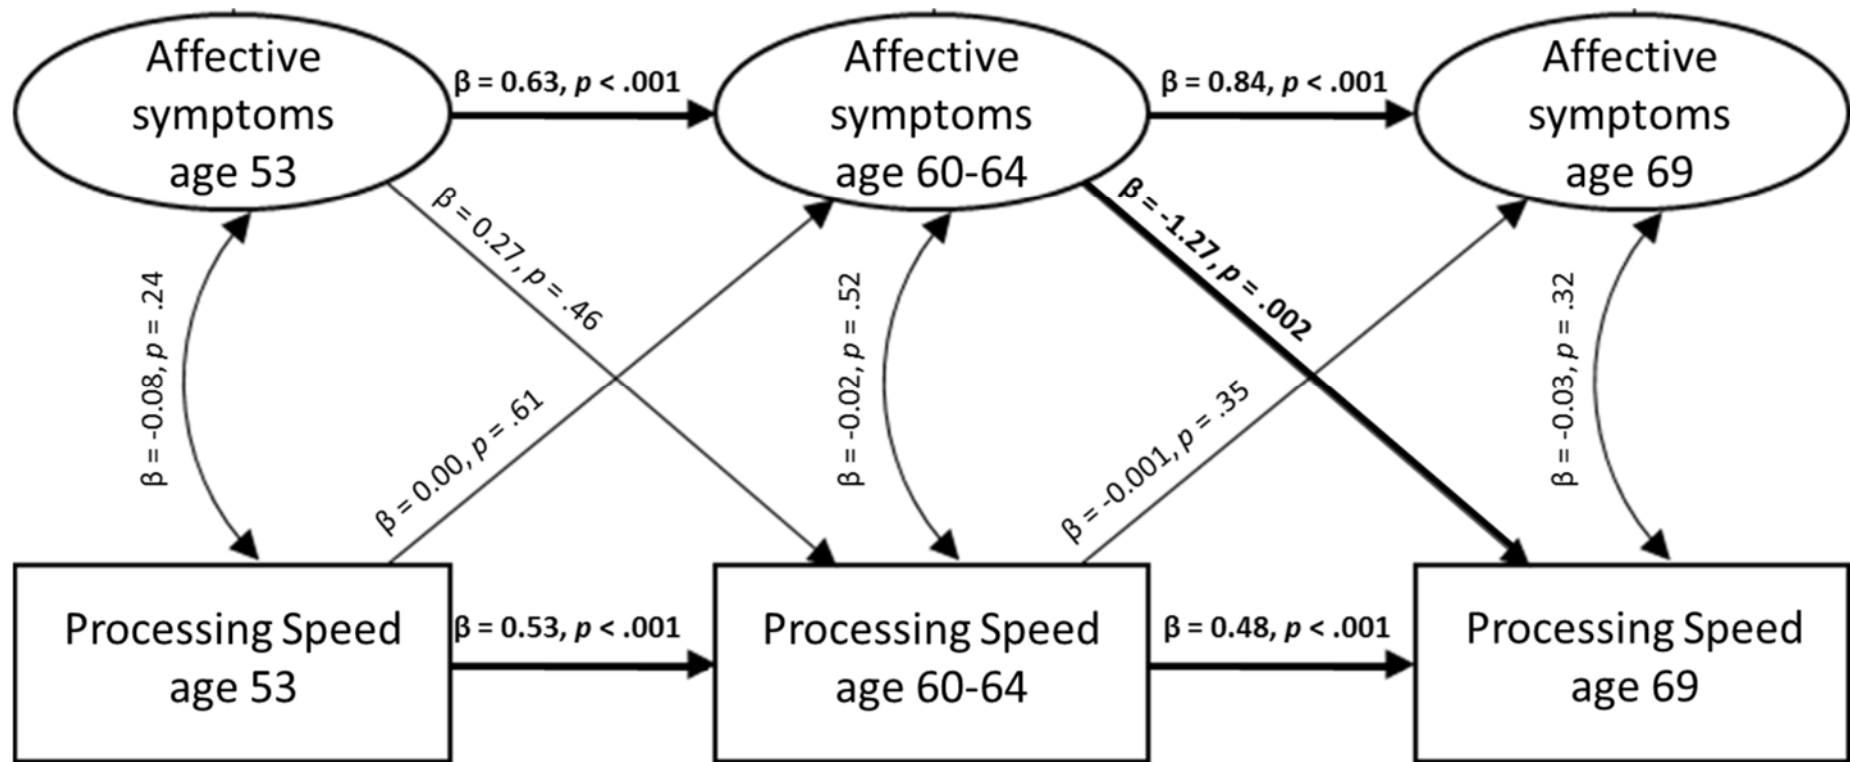 Affective
symptoms
age 53
β = 0.63, p < .001
Affective
symptoms
age 60-64
β = 0.84, p < .001
Affective
symptoms
age 69
β = 0.27, p = .46
β = -1.27, p = .002
β = -0.08, p = .24
β = 0.00, p = .61
β = -0.02, p = .52
β = -0.001, p = .35
β = -0.03, p = .32
Processing Speed
age 53
β = 0.53, p < .001
Processing Speed
age 60-64
β = 0.48, p < .001
Processing Speed
age 69